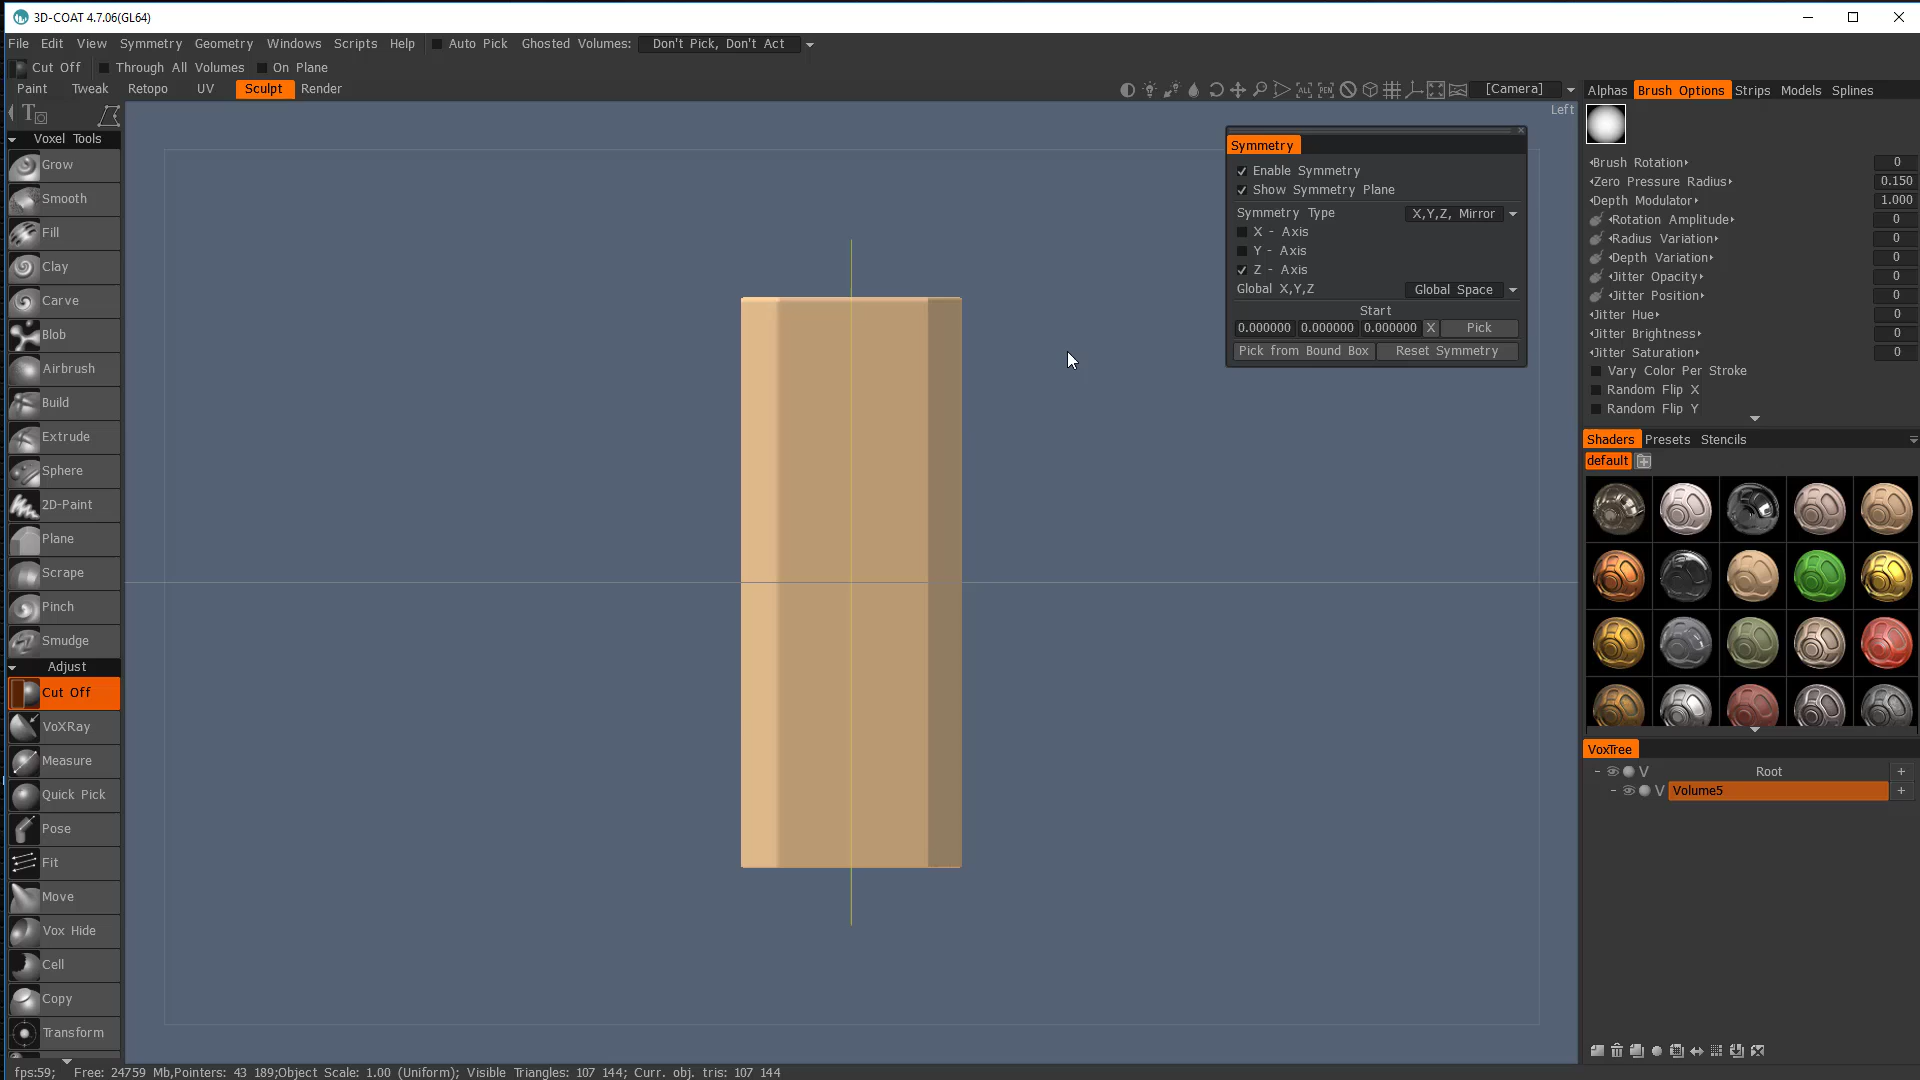 3D-COAT 4.7.06(GL64)
File Edit View Symmetry Geometry Windows Scripts Help Auto Pick Ghosted Volumes: Don't Pick, Don't Act
Cut Off Through All Volumes On Plane
Paint Tweak Retopo UV Sculpt Render [Camera]
Left
Voxel Tools
Grow
Smooth
Fill
Clay
Carve
Blob
Airbrush
Build
Extrude
Sphere
2D-Paint
Plane
Scrape
Pinch
Smudge
Adjust
Cut Off
VoXRay
Measure
Quick Pick
Pose
Fit
Move
Vox Hide
Cell
Copy
Transform
Symmetry
Enable Symmetry
Show Symmetry Plane
Symmetry Type X,Y,Z, Mirror
X - Axis
Y - Axis
Z - Axis
Global X,Y,Z Global Space
Start
0.000000 0.000000 0.000000 X Pick
Pick from Bound Box Reset Symmetry
Alphas Brush Options Strips Models Splines
Brush Rotation 0
Zero Pressure Radius 0.150
Depth Modulator 1.000
Rotation Amplitude 0
Radius Variation 0
Depth Variation 0
Jitter Opacity 0
Jitter Position 0
Jitter Hue 0
Jitter Brightness 0
Jitter Saturation 0
Vary Color Per Stroke
Random Flip X
Random Flip Y
Shaders Presets Stencils
default
VoxTree
V Root +
V Volume5 +
fps:59; Free: 24759 Mb,Pointers: 43 189;Object Scale: 1.00 (Uniform); Visible Triangles: 107 144; Curr. obj. tris: 107 144